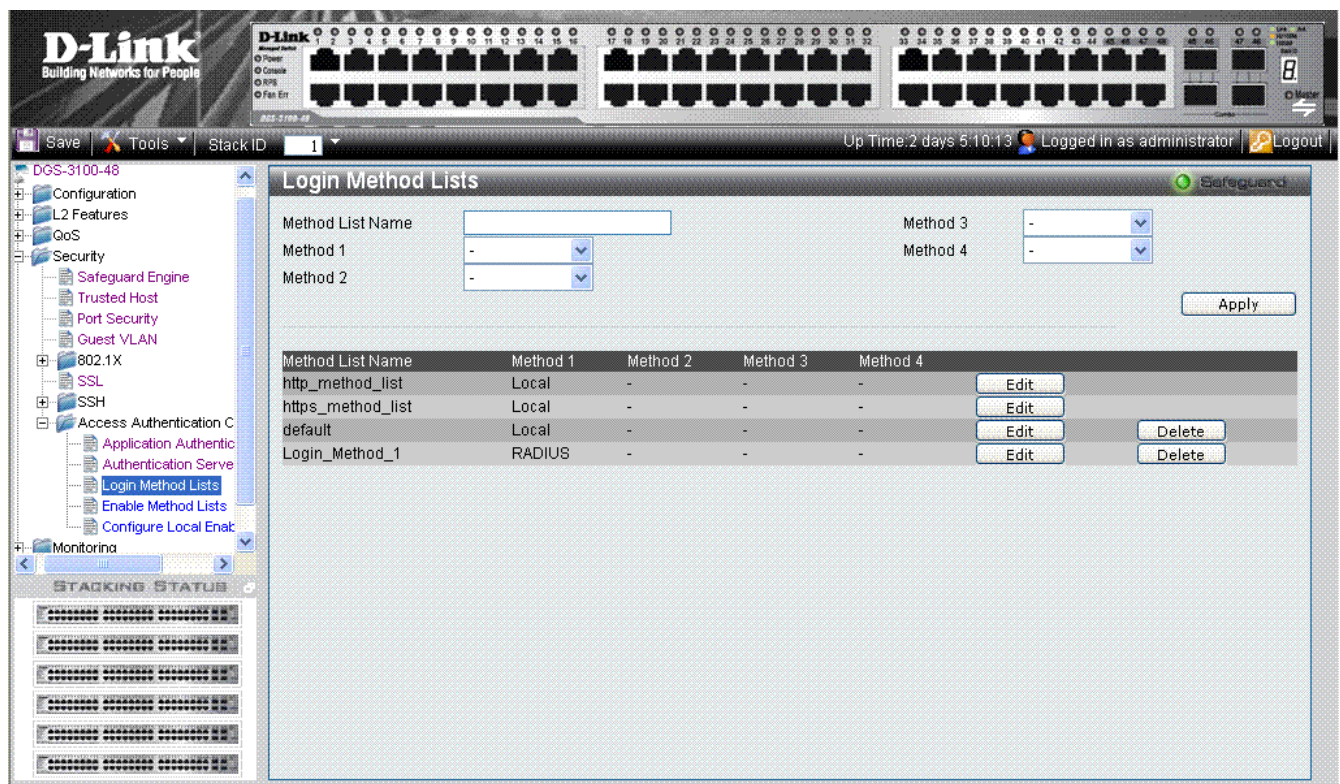 D-Link
Building Networks for People
D-Link
Power
Console
RPS
Fan Err
DGS-3100-48
Master
Save
Tools
Stack ID
1
Up Time:2 days 5:10:13
Logged in as administrator
Logout
DGS-3100-48
Configuration
L2 Features
QoS
Security
Safeguard Engine
Trusted Host
Port Security
Guest VLAN
802.1X
SSL
SSH
Access Authentication C
Application Authentic
Authentication Serve
Login Method Lists
Enable Method Lists
Configure Local Enab
Monitoring
STACKING STATUS
Login Method Lists
Safeguard
Method List Name
Method 3 -
Method 1 -
Method 4 -
Method 2 -
Apply
Method List Name Method 1 Method 2 Method 3 Method 4
http_method_list Local - - - Edit
https_method_list Local - - - Edit
default Local - - - Edit Delete
Login_Method_1 RADIUS - - - Edit Delete